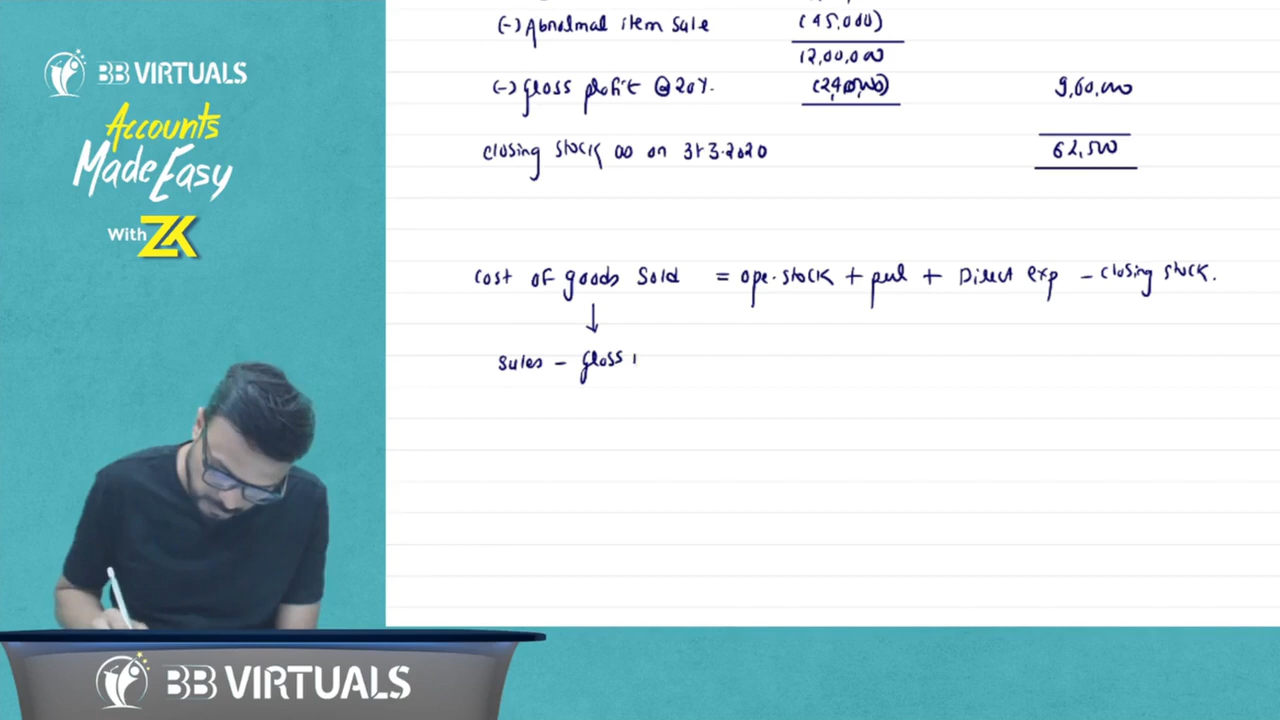 BB VIRTUALS
Accounts
Made Easy
With ZK
(-) Abnormal item sale (45,000)
12,00,000
(-) Gross profit @ 20%. (2,40,000) 9,60,000
closing stock as on 31.3.2020 62,500
cost of goods sold = ope. stock + pur + Direct exp - closing stock.
↓
sales - gross
BB VIRTUALS